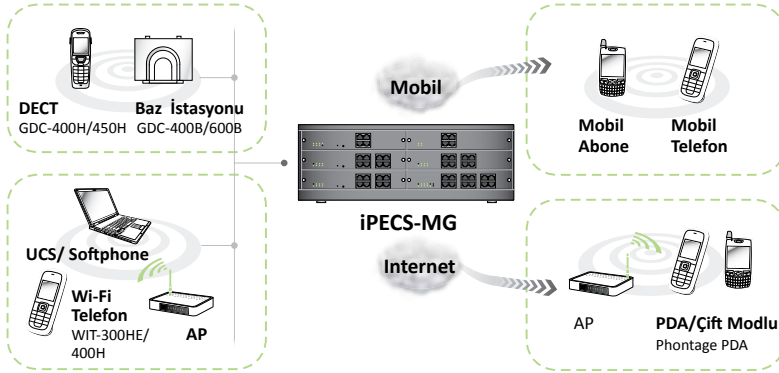 DECT
GDC-400H/450H
Baz İstasyonu
GDC-400B/600B
UCS/ Softphone
Wi-Fi
Telefon
WIT-300HE/
400H
AP
Mobil
iPECS-MG
Internet
Mobil
Abone
Mobil
Telefon
AP
PDA/Çift Modlu
Phontage PDA